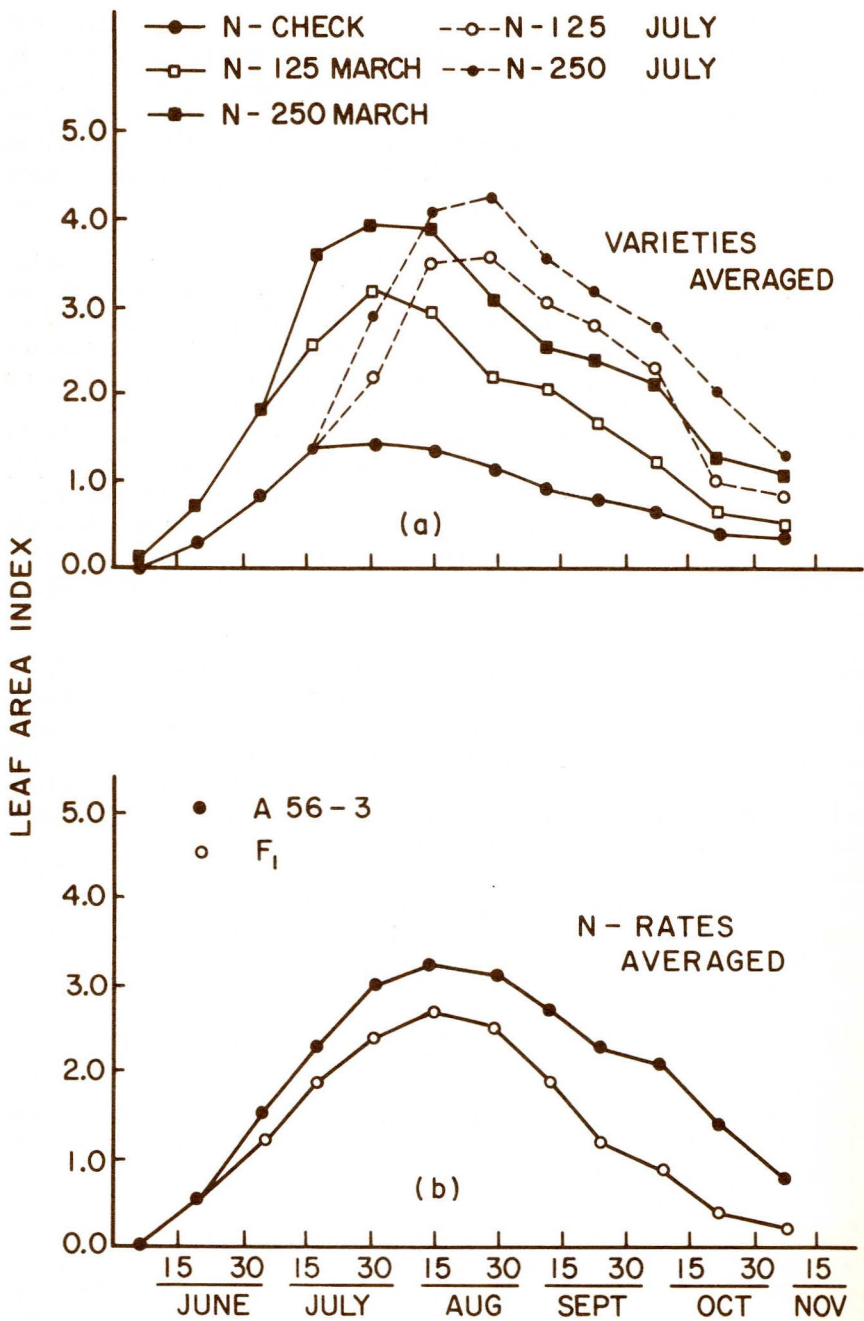 N - CHECK
N - 125 MARCH
N - 250 MARCH
N - 125 JULY
N - 250 JULY
5.0
4.0
3.0
2.0
1.0
0.0
VARIETIES
AVERAGED
(a)
LEAF AREA INDEX
A 56-3
F₁
5.0
4.0
3.0
2.0
1.0
0.0
N - RATES
AVERAGED
(b)
15 30 15 30 15 30 15 30 15 30 15
JUNE JULY AUG SEPT OCT NOV